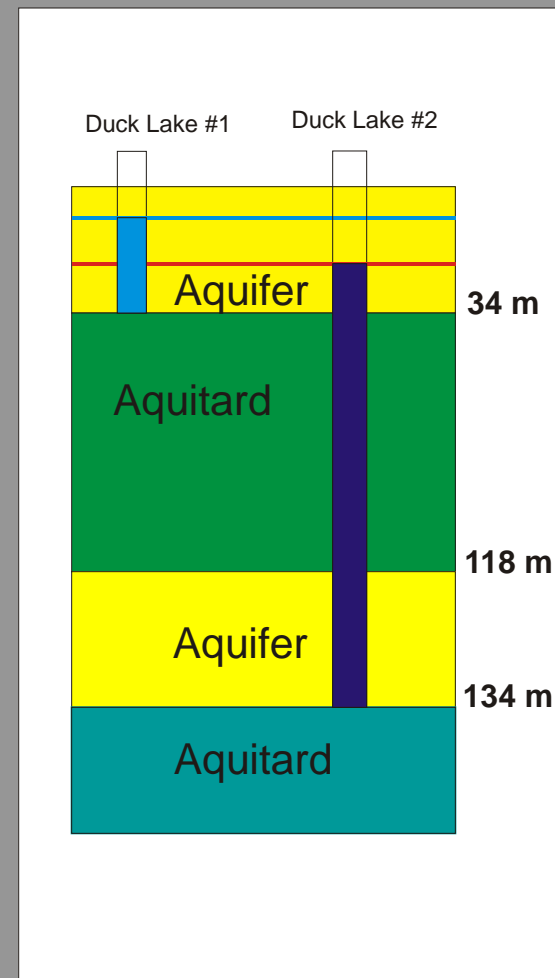 Duck Lake #1
Duck Lake #2
Aquifer
34 m
Aquitard
118 m
Aquifer
134 m
Aquitard